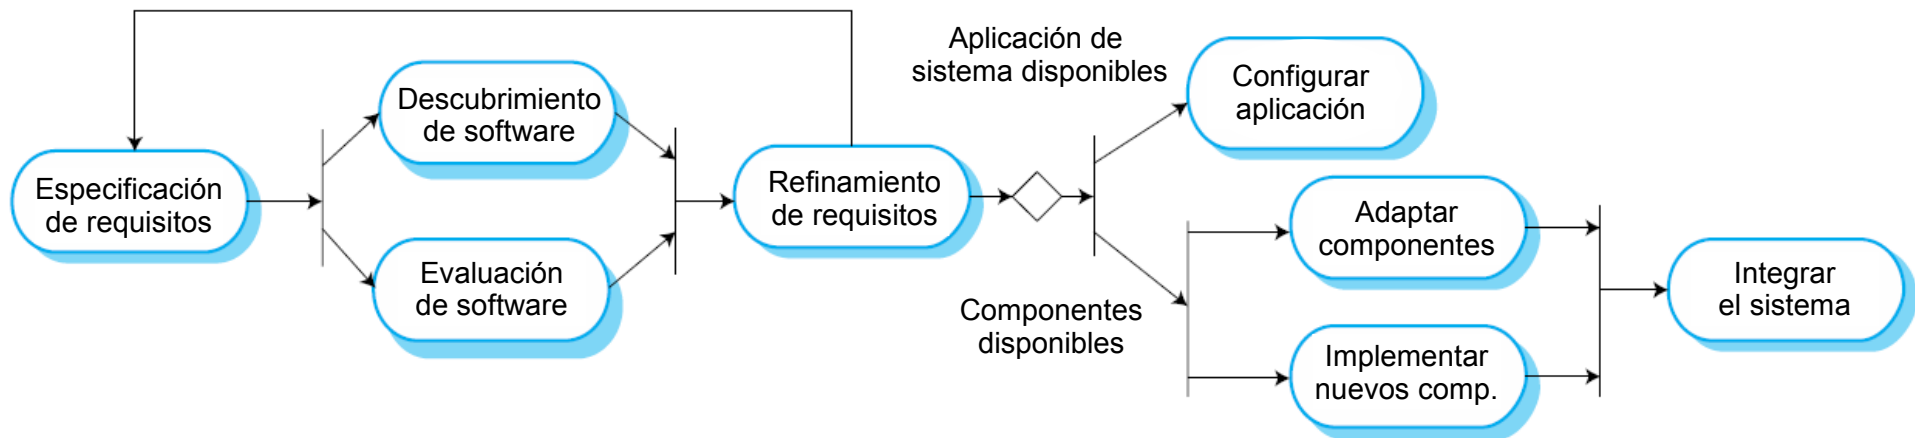 Especificación
de requisitos
Descubrimiento
de software
Evaluación
de software
Refinamiento
de requisitos
Aplicación de
sistema disponibles
Configurar
aplicación
Componentes
disponibles
Adaptar
componentes
Implementar
nuevos comp.
Integrar
el sistema